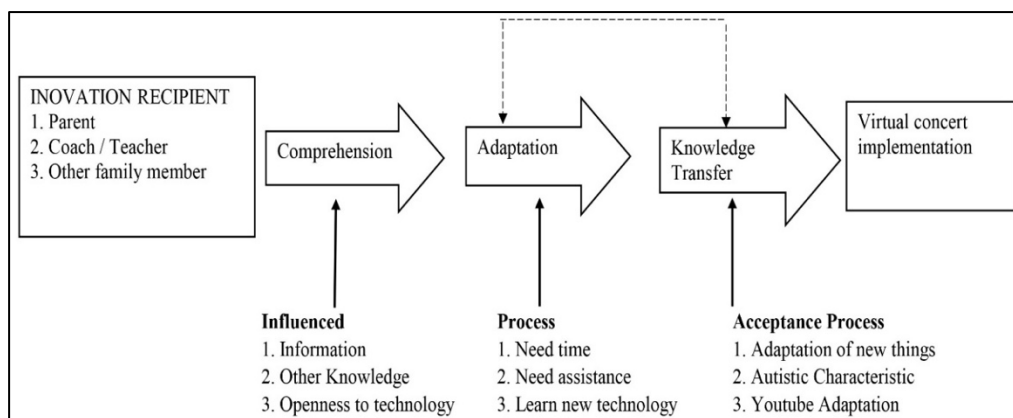 INOVATION RECIPIENT
1. Parent
2. Coach / Teacher
3. Other family member
Comprehension
Adaptation
Knowledge
Transfer
Virtual concert
implementation
Influenced
1. Information
2. Other Knowledge
3. Openness to technology
Process
1. Need time
2. Need assistance
3. Learn new technology
Acceptance Process
1. Adaptation of new things
2. Autistic Characteristic
3. Youtube Adaptation